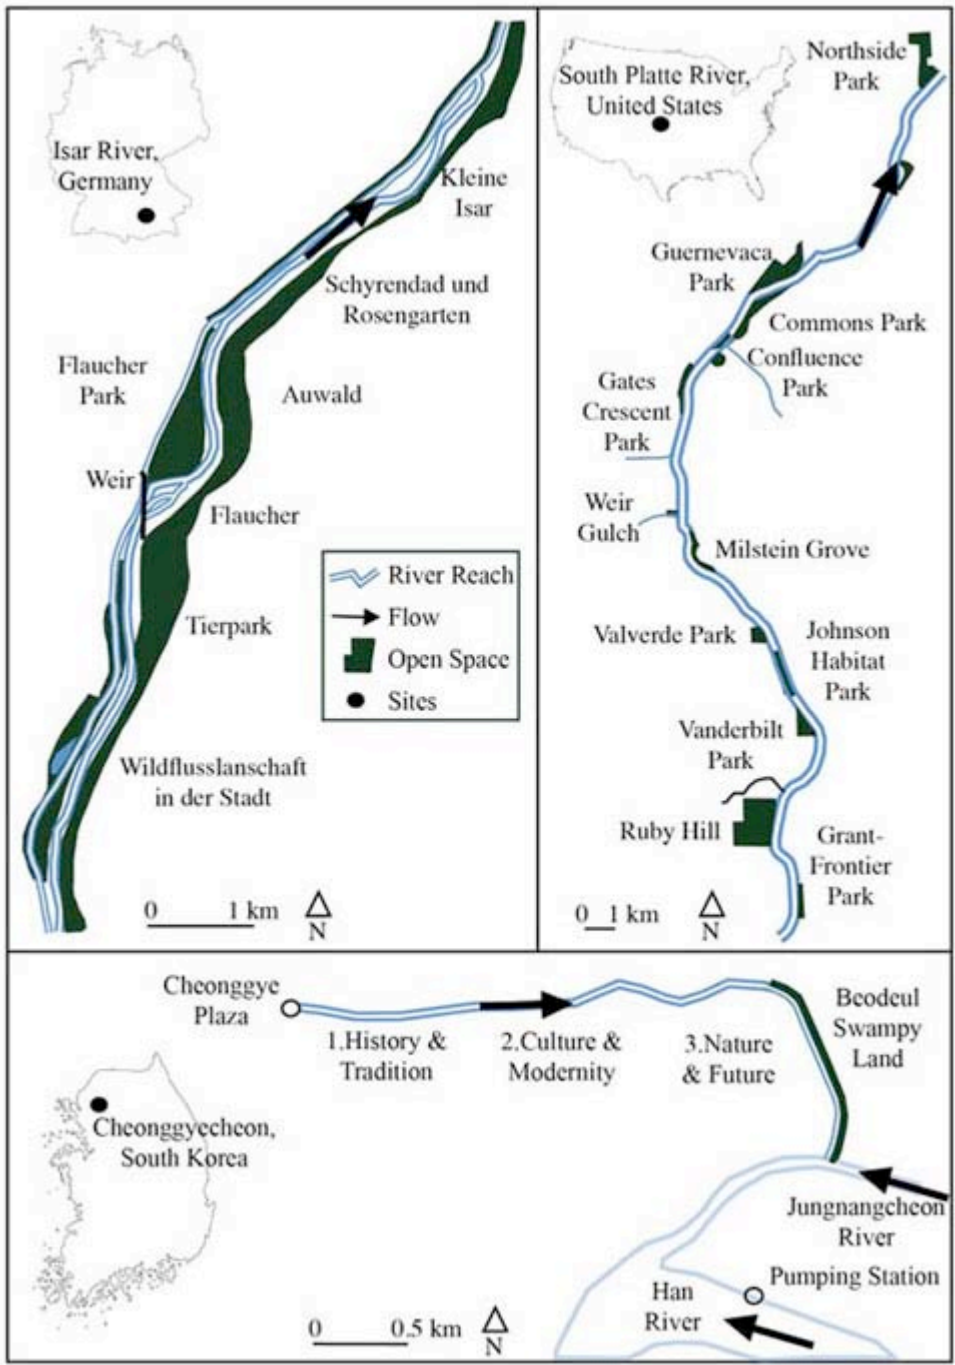 Isar River,
Germany
Kleine
Isar
Schyrendad und
Rosengarten
Flaucher
Park
Auwald
Weir
Flaucher
River Reach
Flow
Open Space
Sites
Tierpark
Wildflusslanschaft
in der Stadt
0 1 km
N
South Platte River,
United States
Northside
Park
Guernevaca
Park
Commons Park
Confluence
Park
Gates
Crescent
Park
Weir
Gulch
Milstein Grove
Valverde Park
Johnson
Habitat
Park
Vanderbilt
Park
Ruby Hill
Grant-
Frontier
Park
0 1 km
N
Cheonggye
Plaza
1.History &
Tradition
2.Culture &
Modernity
3.Nature
& Future
Beodeul
Swampy
Land
Cheonggyecheon,
South Korea
Jungnangcheon
River
Pumping Station
Han
River
0 0.5 km
N